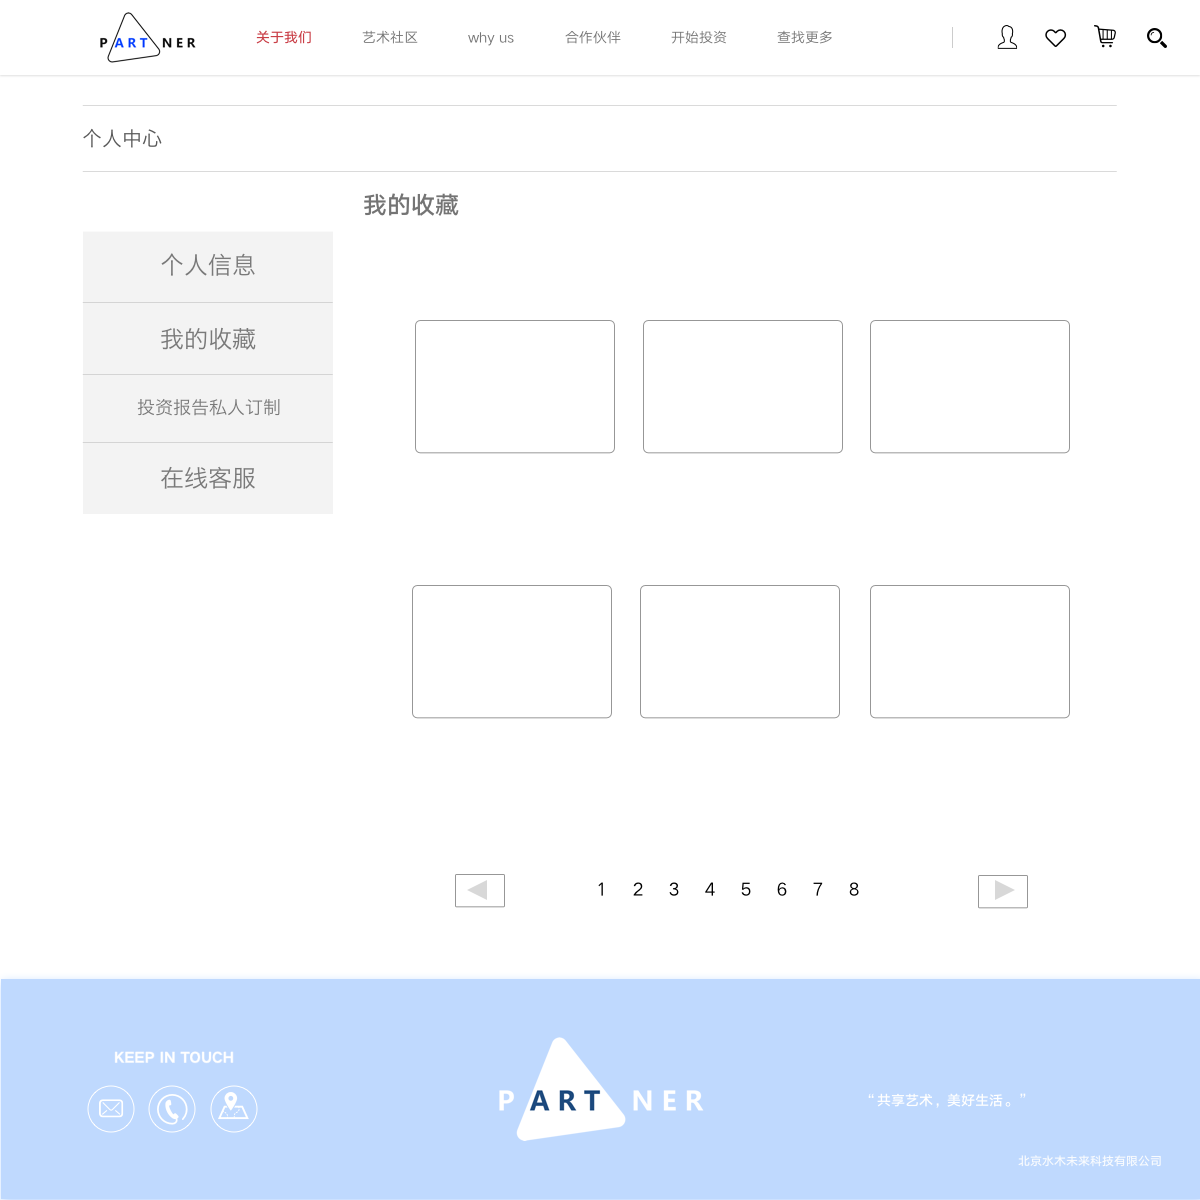 PARTNER
关于我们 艺术社区 why us 合作伙伴 开始投资 查找更多
个人中心
我的收藏
个人信息
我的收藏
投资报告私人订制
在线客服
1 2 3 4 5 6 7 8
KEEP IN TOUCH
PARTNER
“共享艺术，美好生活。”
北京水木未來科技有限公司